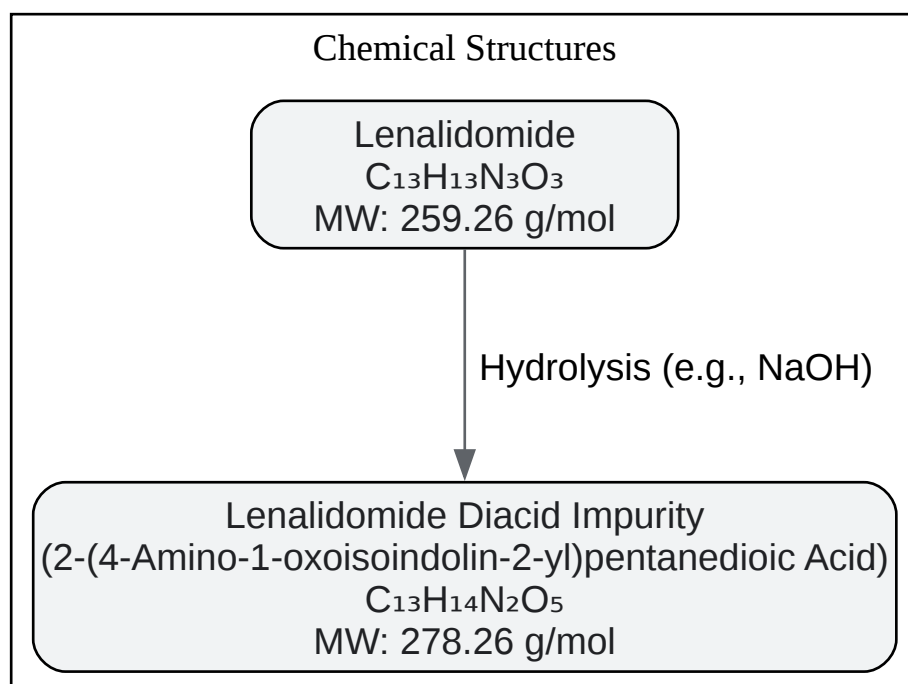 Chemical Structures
Lenalidomide
C₁₃H₁₃N₃O₃
MW: 259.26 g/mol
Hydrolysis (e.g., NaOH)
Lenalidomide Diacid Impurity
(2-(4-Amino-1-oxoisoindolin-2-yl)pentanedioic Acid)
C₁₃H₁₄N₂O₅
MW: 278.26 g/mol